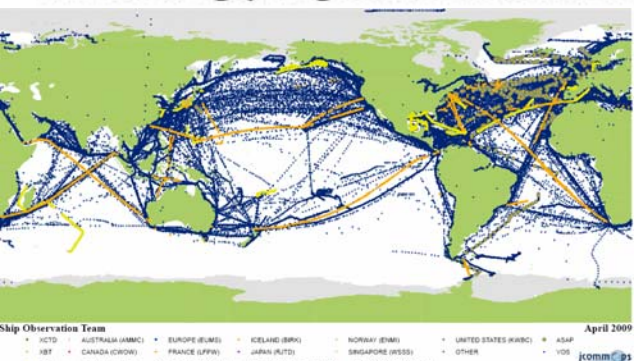 Ship Observation Team April 2009
XCTD AUSTRALIA (AMMC) EUROPE (EUMS) ICELAND (BIRK) NORWAY (ENMI) UNITED STATES (KWBC) ASAP
XBT CANADA (CWOW) FRANCE (LFPW) JAPAN (RJTD) SINGAPORE (WSSS) OTHER VOS
jcommops